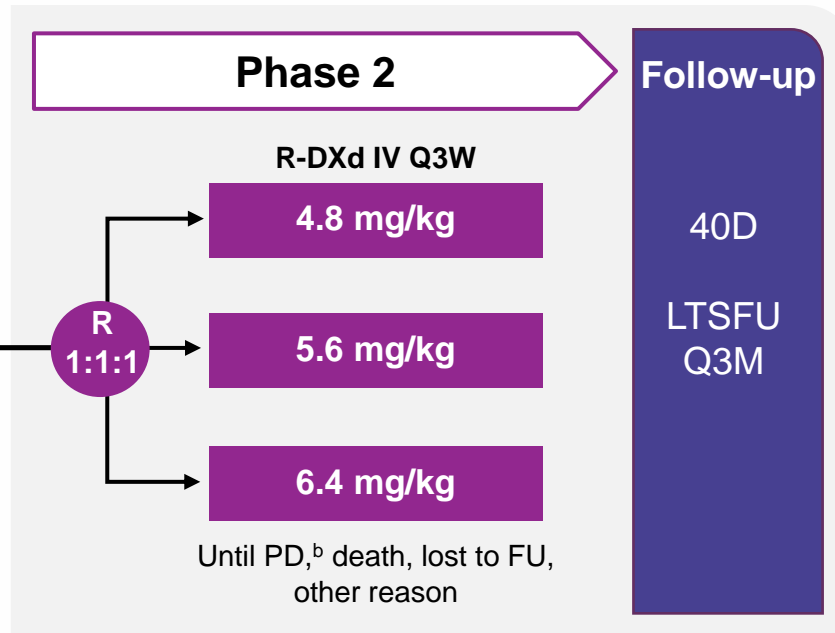 Phase 2
Follow-up
R-DXd IV Q3W
4.8 mg/kg
40D
R
1:1:1
5.6 mg/kg
LTSFU
Q3M
6.4 mg/kg
Until PD,ᵇ death, lost to FU,
other reason